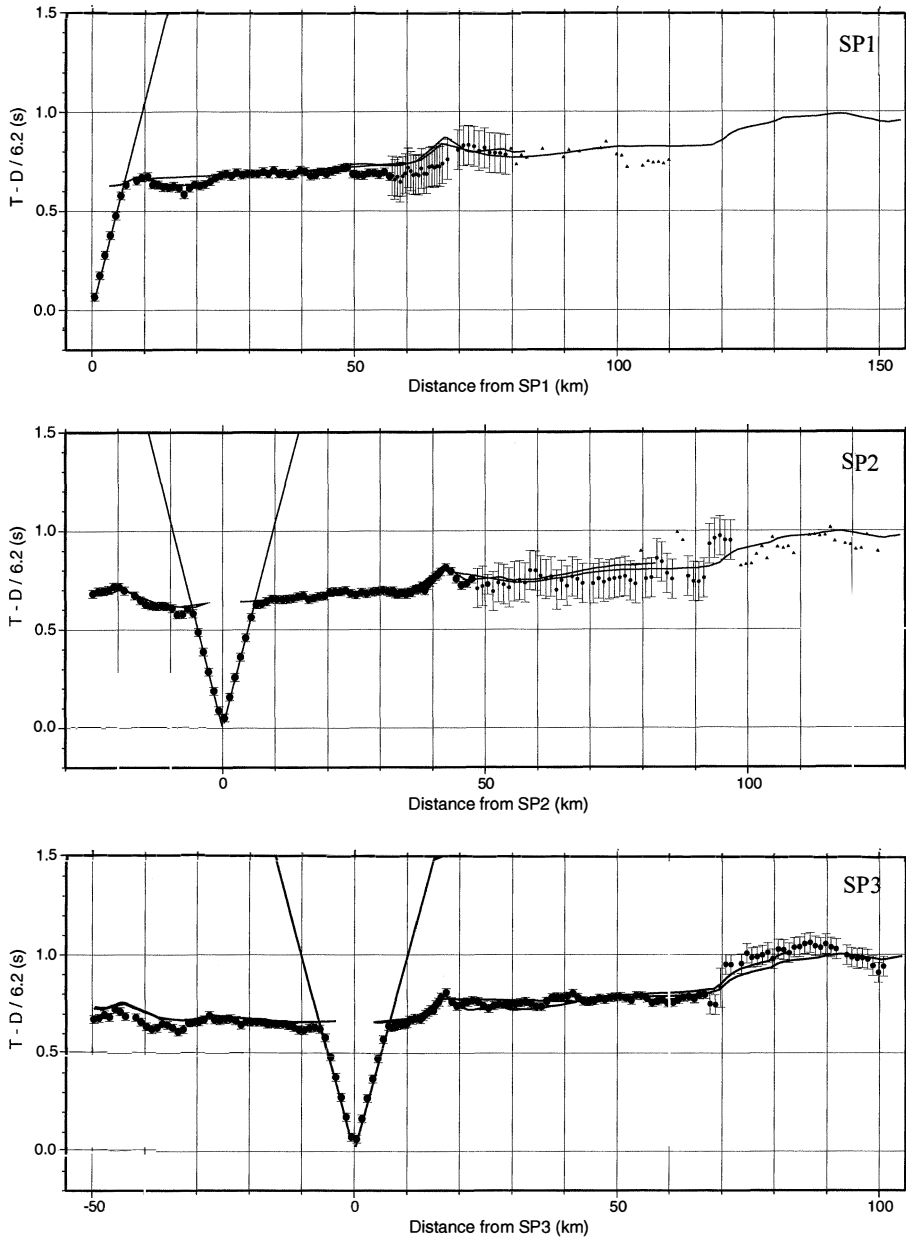 SP1
1.5
1.0
0.5
0.0
T - D / 6.2 (s)
0 50 100 150
Distance from SP1 (km)
SP2
1.5
1.0
0.5
0.0
T - D / 6.2 (s)
0 50 100
Distance from SP2 (km)
SP3
1.5
1.0
0.5
0.0
T - D / 6.2 (s)
-50 0 50 100
Distance from SP3 (km)